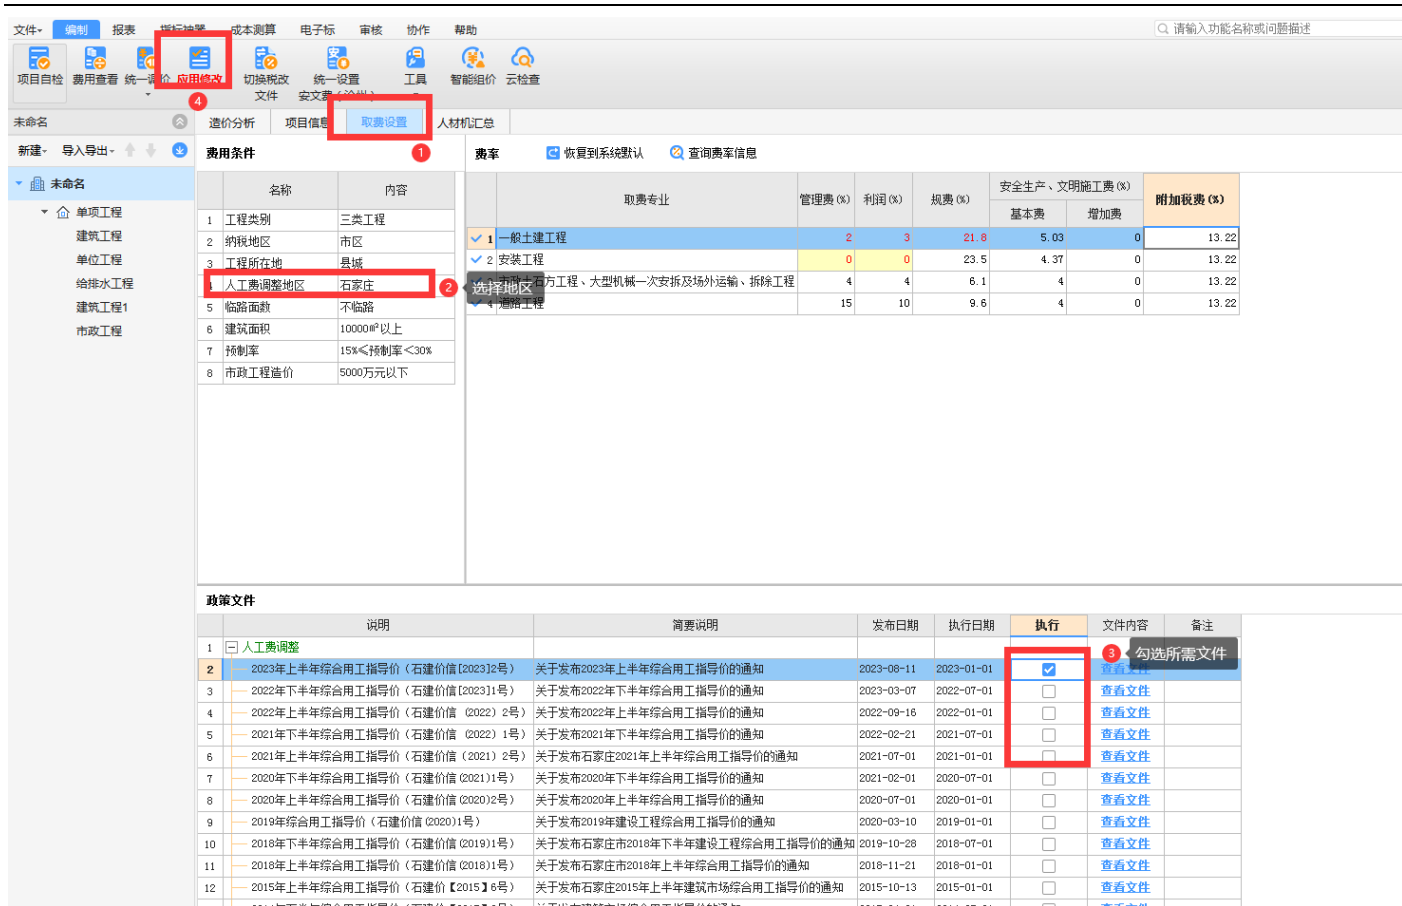 文件 编制 报表 指标神器 成本测算 电子标 审核 协作 帮助 请输入功能名称或问题描述
项目自检 费用查看 统一调价 应用修改 切换税改 统一设置 工具 智能组价 云检查
文件 安文费(沧州)
4
未命名 造价分析 项目信息 取费设置 人材机汇总
新建 导入导出 费用条件 1 费率 恢复到系统默认 查询费率信息
未命名
单项工程
建筑工程
单位工程
给排水工程
建筑工程1
市政工程
名称 内容
1 工程类别 三类工程
2 纳税地区 市区
3 工程所在地 县城
人工费调整地区 石家庄
5 临路面数 不临路
6 建筑面积 10000m²以上
7 预制率 15%≤预制率<30%
8 市政工程造价 5000万元以下
2 选择地区
取费专业 管理费(%) 利润(%) 规费(%) 安全生产、文明施工费(%) 附加税费(%)
基本费 增加费
1 一般土建工程 2 3 21.8 5.03 0 13.22
2 安装工程 0 0 23.5 4.37 0 13.22
市政土石方工程、大型机械一次安拆及场外运输、拆除工程 4 4 6.1 4 0 13.22
4 道路工程 15 10 9.6 4 0 13.22
政策文件
说明 简要说明 发布日期 执行日期 执行 文件内容 备注
1 人工费调整
3 勾选所需文件
2 2023年上半年综合用工指导价（石建价信[2023]2号） 关于发布2023年上半年综合用工指导价的通知 2023-08-11 2023-01-01 查看文件
3 2022年下半年综合用工指导价（石建价信[2023]1号） 关于发布2022年下半年综合用工指导价的通知 2023-03-07 2022-07-01 查看文件
4 2022年上半年综合用工指导价（石建价信（2022）2号） 关于发布2022年上半年综合用工指导价的通知 2022-09-16 2022-01-01 查看文件
5 2021年下半年综合用工指导价（石建价信（2022）1号） 关于发布2021年下半年综合用工指导价的通知 2022-02-21 2021-07-01 查看文件
6 2021年上半年综合用工指导价（石建价信（2021）2号） 关于发布石家庄2021年上半年综合用工指导价的通知 2021-07-01 2021-01-01 查看文件
7 2020年下半年综合用工指导价（石建价信(2021)1号） 关于发布2020年下半年综合用工指导价的通知 2021-02-01 2020-07-01 查看文件
8 2020年上半年综合用工指导价（石建价信(2020)2号） 关于发布2020年上半年综合用工指导价的通知 2020-07-01 2020-01-01 查看文件
9 2019年综合用工指导价（石建价信(2020)1号） 关于发布2019年建设工程综合用工指导价的通知 2020-03-10 2019-01-01 查看文件
10 2018年下半年综合用工指导价（石建价信(2019)1号） 关于发布石家庄市2018年下半年建设工程综合用工指导价的通知 2019-10-28 2018-07-01 查看文件
11 2018年上半年综合用工指导价（石建价信(2018)1号） 关于发布石家庄市2018年上半年综合用工指导价的通知 2018-11-21 2018-01-01 查看文件
12 2015年上半年综合用工指导价（石建价【2015】6号） 关于发布石家庄2015年上半年建筑市场综合用工指导价的通知 2015-10-13 2015-01-01 查看文件